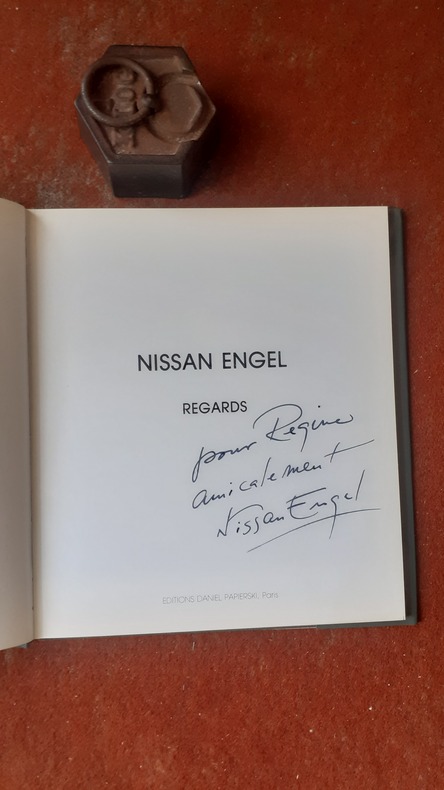 NISSAN ENGEL
REGARDS
pour Regine
amicalement
Nissan Engel
EDITIONS DANIEL PAPIERSKI, Paris